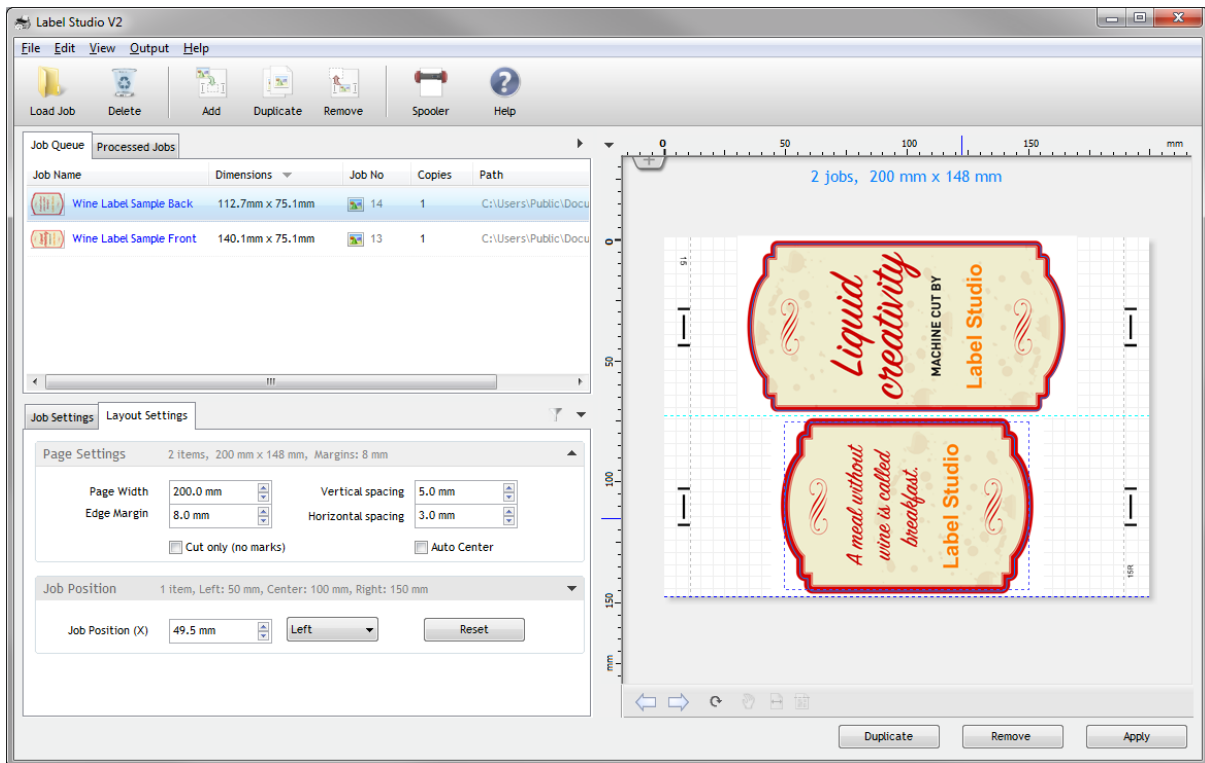 Label Studio V2
File Edit View Output Help
Load Job Delete Add Duplicate Remove Spooler Help
Job Queue Processed Jobs
Job Name Dimensions Job No Copies Path
Wine Label Sample Back 112.7mm x 75.1mm 14 1 C:\Users\Public\Docu
Wine Label Sample Front 140.1mm x 75.1mm 13 1 C:\Users\Public\Docu
Job Settings Layout Settings
Page Settings 2 items, 200 mm x 148 mm, Margins: 8 mm
Page Width 200.0 mm Vertical spacing 5.0 mm
Edge Margin 8.0 mm Horizontal spacing 3.0 mm
Cut only (no marks) Auto Center
Job Position 1 item, Left: 50 mm, Center: 100 mm, Right: 150 mm
Job Position (X) 49.5 mm Left Reset
0 50 100 150 mm
2 jobs, 200 mm x 148 mm
0
50
100
150
mm
15
Liquid
creativity
MACHINE CUT BY
Label Studio
A meal without
wine is called
breakfast.
Label Studio
15R
Duplicate Remove Apply